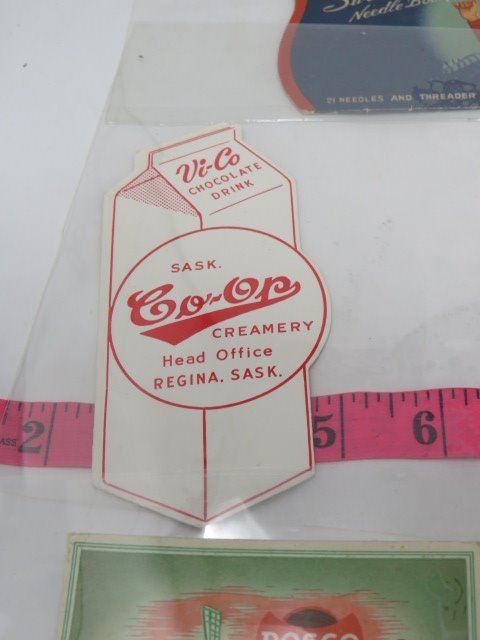 Needle Book
21 NEEDLES AND THREADER
Vi-Co
CHOCOLATE
DRINK
SASK.
Co-Op
CREAMERY
Head Office
REGINA, SASK.
2
5
6